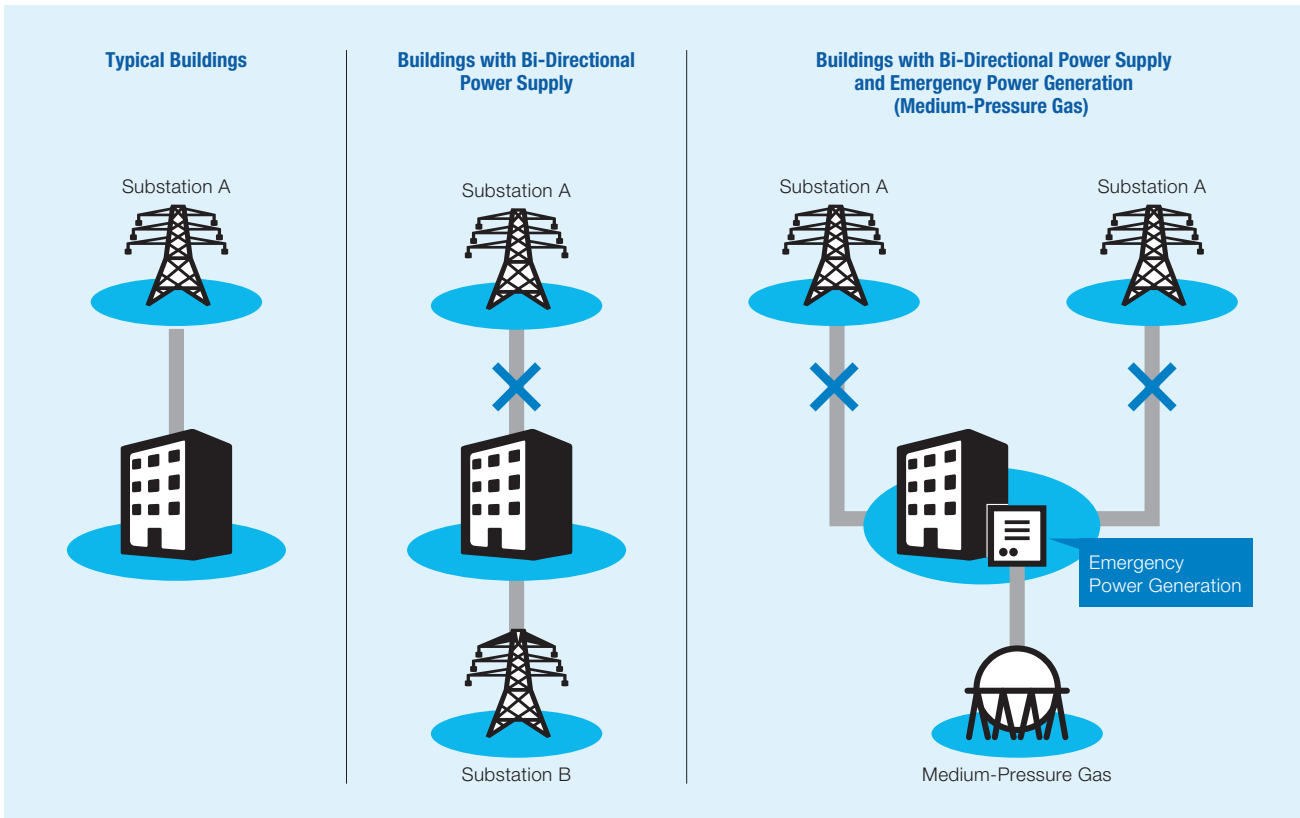 Typical Buildings
Substation A
Buildings with Bi-Directional
Power Supply
Substation A
Substation B
Buildings with Bi-Directional Power Supply
and Emergency Power Generation
(Medium-Pressure Gas)
Substation A
Substation A
Emergency
Power Generation
Medium-Pressure Gas